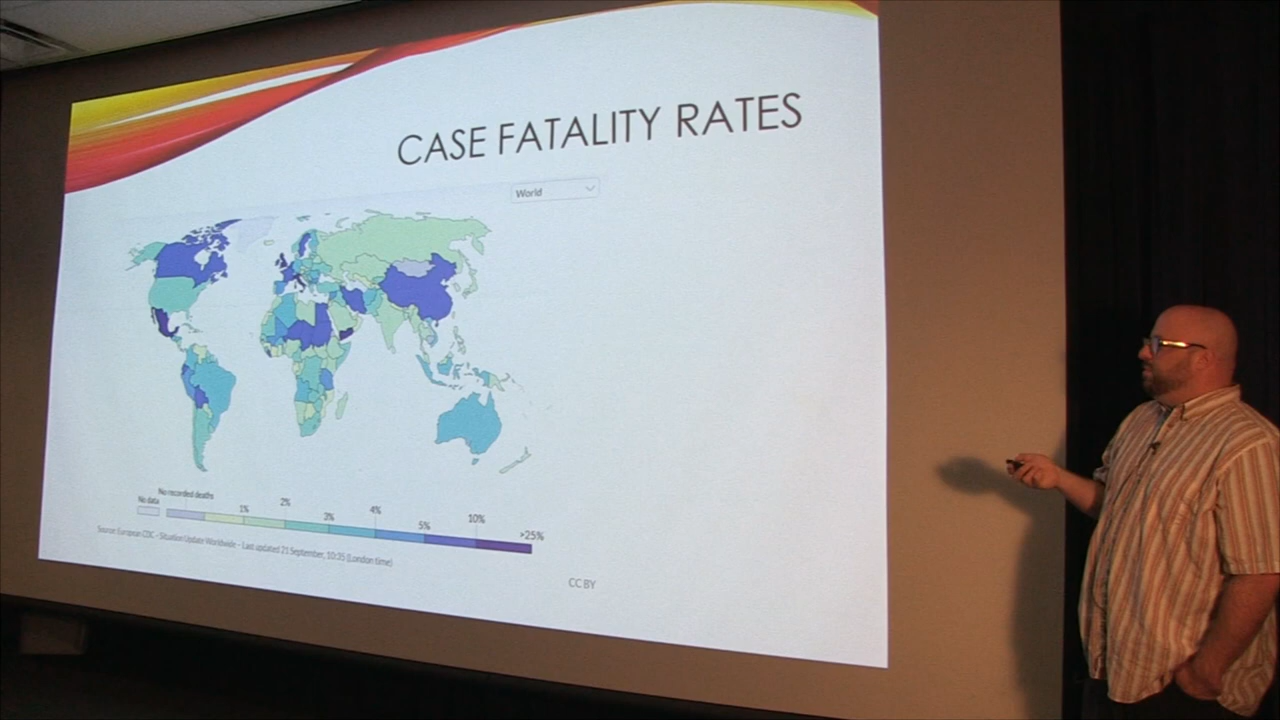 CASE FATALITY RATES
World
No data
No recorded deaths
1%
2%
3%
4%
5%
10%
>25%
Source: European CDC – Situation Update Worldwide – Last updated 21 September, 10:35 (London time)
CC BY